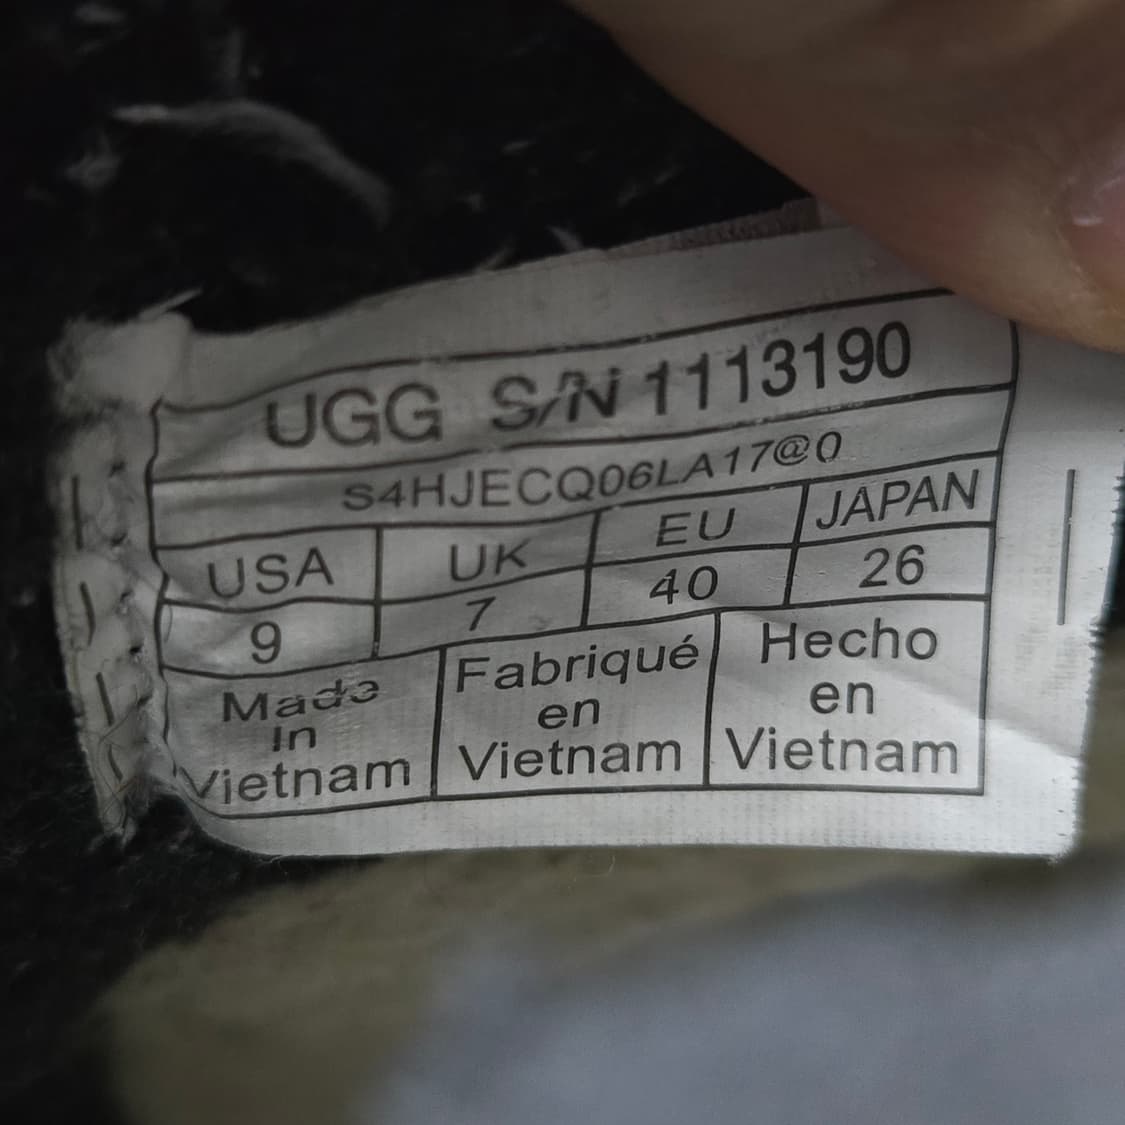 UGG S/N 1113190
S4HJECQ06LA17@0
USA UK EU JAPAN
9 7 40 26
Made Fabriqué Hecho
in en en
Vietnam Vietnam Vietnam